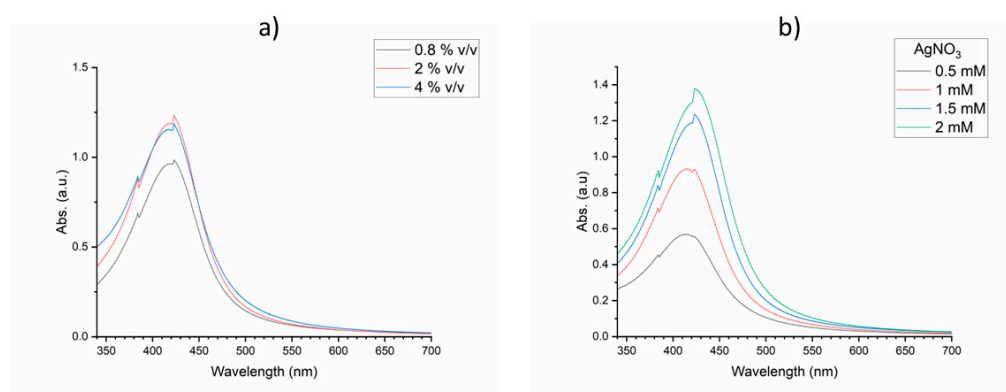 a)
0.8 % v/v
2 % v/v
4 % v/v
1.5
1.0
0.5
0.0
Abs. (a.u.)
350 400 450 500 550 600 650 700
Wavelength (nm)
b)
AgNO₃
0.5 mM
1 mM
1.5 mM
2 mM
1.4
1.2
1.0
0.8
0.6
0.4
0.2
0.0
Abs. (a.u)
350 400 450 500 550 600 650 700
Wavelength (nm)